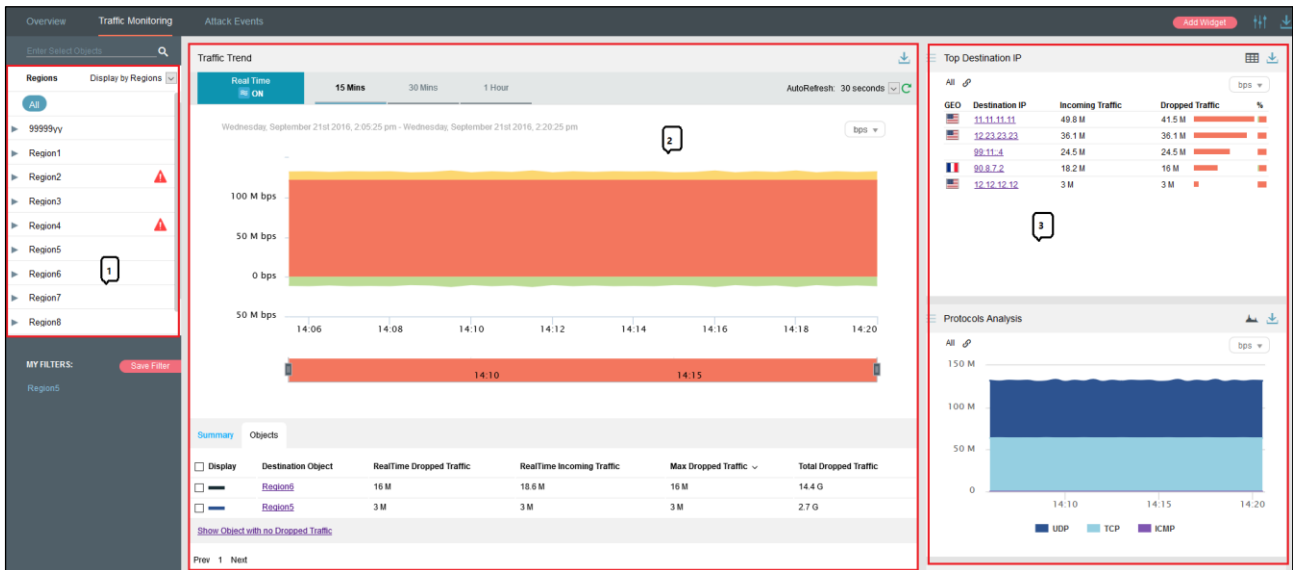 Overview Traffic Monitoring Attack Events Add Widget
Enter Select Objects
Regions Display by Regions
All
99999yy
Region1
Region2
Region3
Region4
Region5
Region6
Region7
Region8
1
MY FILTERS: Save Filter
Region5
Traffic Trend
Real Time
ON
15 Mins 30 Mins 1 Hour
AutoRefresh: 30 seconds
Wednesday, September 21st 2016, 2:05:25 pm - Wednesday, September 21st 2016, 2:20:25 pm
bps
2
100 M bps
50 M bps
0 bps
50 M bps
14:06 14:08 14:10 14:12 14:14 14:16 14:18 14:20
14:10 14:15
Summary Objects
Display Destination Object RealTime Dropped Traffic RealTime Incoming Traffic Max Dropped Traffic Total Dropped Traffic
Region6 16 M 18.6 M 16 M 14.4 G
Region5 3 M 3 M 3 M 2.7 G
Show Object with no Dropped Traffic
Prev 1 Next
Top Destination IP
All bps
GEO Destination IP Incoming Traffic Dropped Traffic %
11.11.11.11 49.8 M 41.5 M
12.23.23.23 36.1 M 36.1 M
99:11::4 24.5 M 24.5 M
90.8.7.2 18.2 M 16 M
12.12.12.12 3 M 3 M
3
Protocols Analysis
All bps
150 M
100 M
50 M
0
14:10 14:15 14:20
UDP TCP ICMP